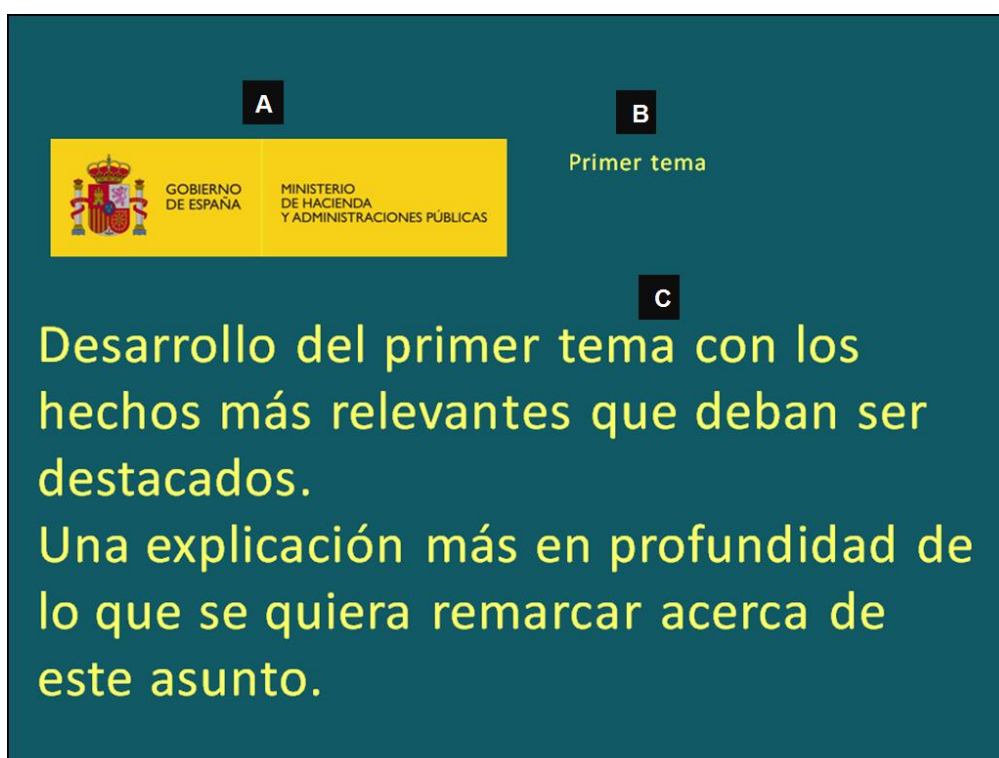 A
B
GOBIERNO
DE ESPAÑA
MINISTERIO
DE HACIENDA
Y ADMINISTRACIONES PÚBLICAS
Primer tema
C
Desarrollo del primer tema con los
hechos más relevantes que deban ser
destacados.
Una explicación más en profundidad de
lo que se quiera remarcar acerca de
este asunto.